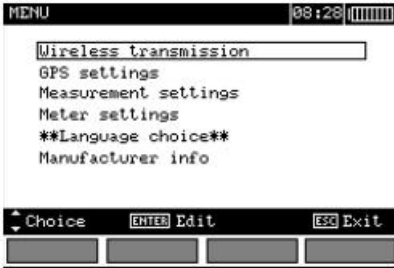 MENU 08:28
Wireless transmission
GPS settings
Measurement settings
Meter settings
**Language choice**
Manufacturer info
Choice ENTER Edit ESC Exit